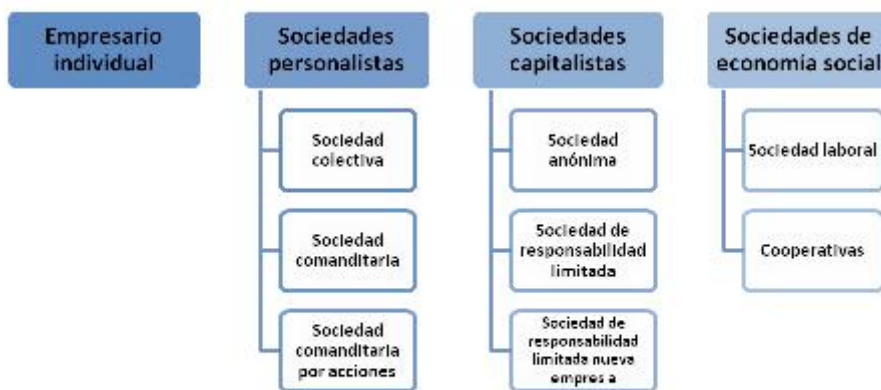 Empresario
individual
Sociedades
personalistas
Sociedad
colectiva
Sociedad
comanditaria
Sociedad
comanditaria
por acciones
Sociedades
capitalistas
Sociedad
anónima
Sociedad de
responsabilidad
limitada
Sociedad de
responsabilidad
limitada nueva
empres a
Sociedades de
economía social
Sociedad laboral
Cooperativas